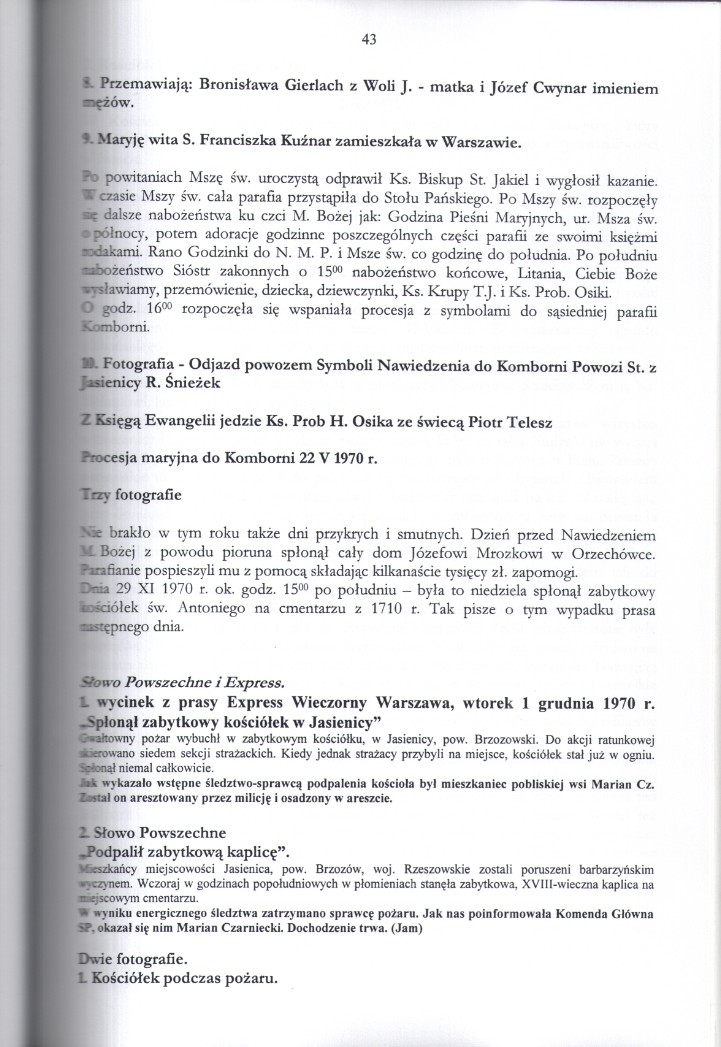 43
8. Przemawiają: Bronisława Gierlach z Woli J. - matka i Józef Cwynar imieniem
mężów.
9. Maryję wita S. Franciszka Kuźnar zamieszkała w Warszawie.
Po powitaniach Mszę św. uroczystą odprawił Ks. Biskup St. Jakiel i wygłosił kazanie.
W czasie Mszy św. cała parafia przystąpiła do Stołu Pańskiego. Po Mszy św. rozpoczęły
się dalsze nabożeństwa ku czci M. Bożej jak: Godzina Pieśni Maryjnych, ur. Msza św.
o północy, potem adoracje godzinne poszczególnych części parafii ze swoimi księżmi
rodakami. Rano Godzinki do N. M. P. i Msze św. co godzinę do południa. Po południu
nabożeństwo Sióstr zakonnych o 15⁰⁰ nabożeństwo końcowe, Litania, Ciebie Boże
wysławiamy, przemówienie, dziecka, dziewczynki, Ks. Krupy T.J. i Ks. Prob. Osiki.
O godz. 16⁰⁰ rozpoczęła się wspaniała procesja z symbolami do sąsiedniej parafii
Komborni.
10. Fotografia - Odjazd powozem Symboli Nawiedzenia do Komborni Powozi St. z
Jasienicy R. Śnieżek
Z Księgą Ewangelii jedzie Ks. Prob H. Osika ze świecą Piotr Telesz
Procesja maryjna do Komborni 22 V 1970 r.
Trzy fotografie
Nie brakło w tym roku także dni przykrych i smutnych. Dzień przed Nawiedzeniem
M. Bożej z powodu pioruna spłonął cały dom Józefowi Mrozkowi w Orzechówce.
Parafianie pospieszyli mu z pomocą składając kilkanaście tysięcy zł. zapomogi.
Dnia 29 XI 1970 r. ok. godz. 15⁰⁰ po południu – była to niedziela spłonął zabytkowy
kościółek św. Antoniego na cmentarzu z 1710 r. Tak pisze o tym wypadku prasa
następnego dnia.
Słowo Powszechne i Express.
1. wycinek z prasy Express Wieczorny Warszawa, wtorek 1 grudnia 1970 r.
„Spłonął zabytkowy kościółek w Jasienicy”
Gwałtowny pożar wybuchł w zabytkowym kościółku, w Jasienicy, pow. Brzozowski. Do akcji ratunkowej
skierowano siedem sekcji strażackich. Kiedy jednak strażacy przybyli na miejsce, kościółek stał już w ogniu.
Spłonął niemal całkowicie.
Jak wykazało wstępne śledztwo-sprawcą podpalenia kościoła był mieszkaniec pobliskiej wsi Marian Cz.
Został on aresztowany przez milicję i osadzony w areszcie.
2. Słowo Powszechne
„Podpalił zabytkową kaplicę”.
Mieszkańcy miejscowości Jasienica, pow. Brzozów, woj. Rzeszowskie zostali poruszeni barbarzyńskim
wyczynem. Wczoraj w godzinach popołudniowych w płomieniach stanęła zabytkowa, XVIII-wieczna kaplica na
miejscowym cmentarzu.
W wyniku energicznego śledztwa zatrzymano sprawcę pożaru. Jak nas poinformowała Komenda Główna
SP, okazał się nim Marian Czarniecki. Dochodzenie trwa. (Jam)
Dwie fotografie.
1. Kościółek podczas pożaru.